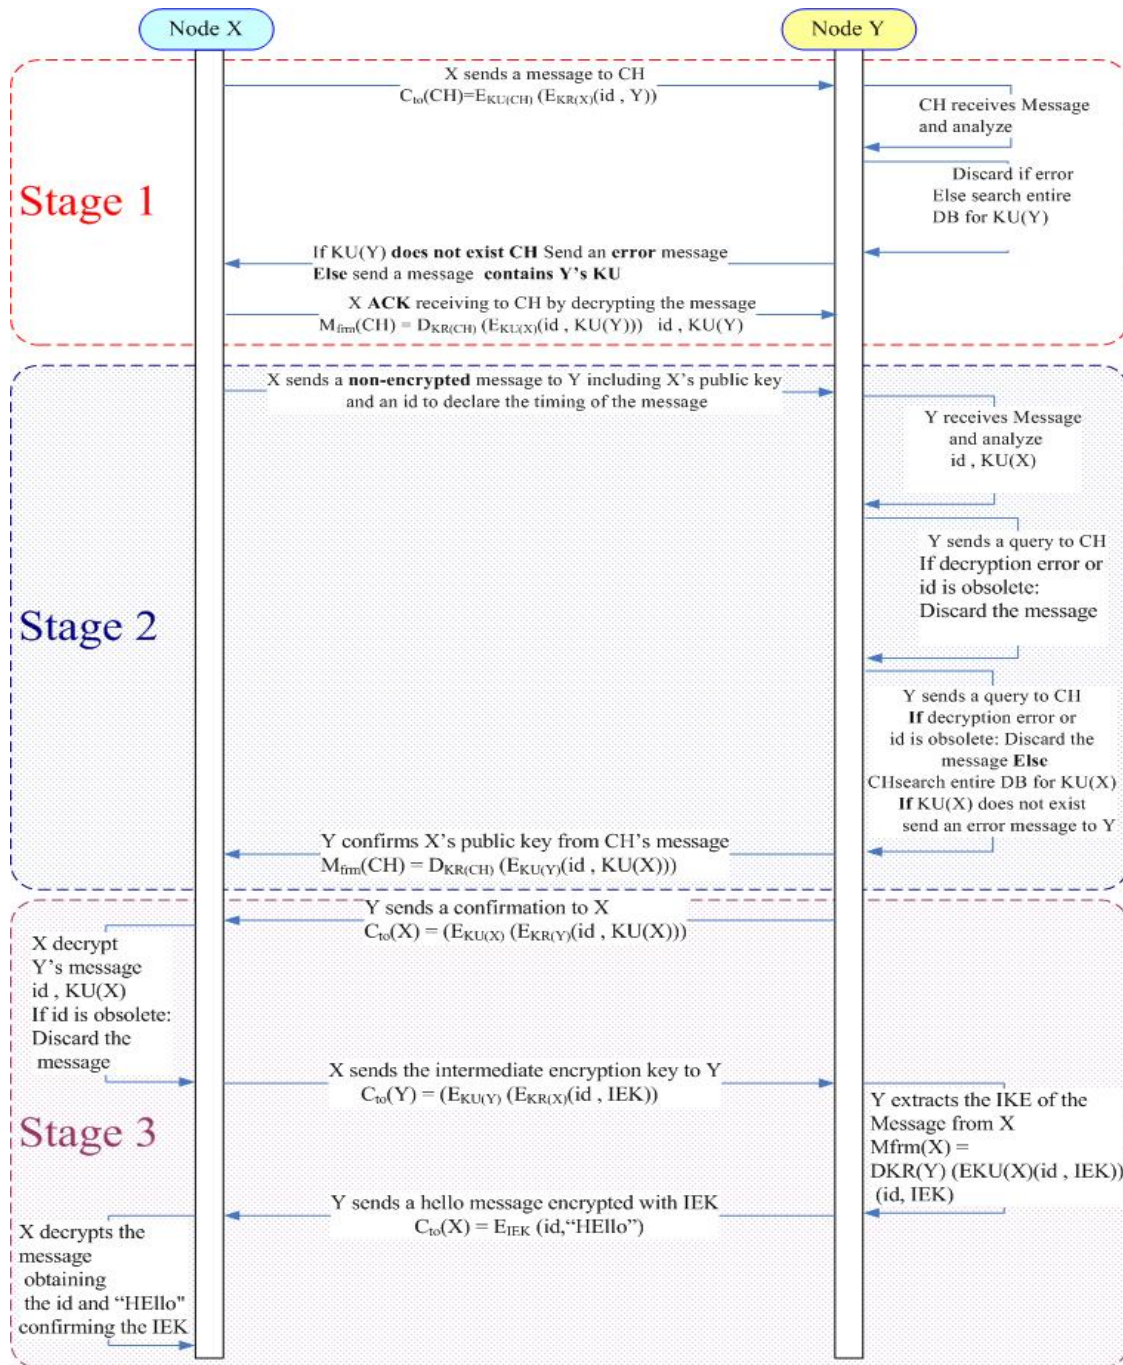 Node X
Node Y
Stage 1
X sends a message to CH
Cto(CH)=EKU(CH) (EKR(X)(id , Y))
CH receives Message
and analyze
Discard if error
Else search entire
DB for KU(Y)
If KU(Y) does not exist CH Send an error message
Else send a message contains Y's KU
X ACK receiving to CH by decrypting the message
Mfrm(CH) = DKR(CH) (EKU(X)(id , KU(Y))) id , KU(Y)
Stage 2
X sends a non-encrypted message to Y including X's public key
and an id to declare the timing of the message
Y receives Message
and analyze
id , KU(X)
Y sends a query to CH
If decryption error or
id is obsolete:
Discard the message
Y sends a query to CH
If decryption error or
id is obsolete: Discard the
message Else
CHsearch entire DB for KU(X)
If KU(X) does not exist
send an error message to Y
Y confirms X's public key from CH's message
Mfrm(CH) = DKR(CH) (EKU(Y)(id , KU(X)))
Stage 3
Y sends a confirmation to X
Cto(X) = (EKU(X) (EKR(Y)(id , KU(X)))
X decrypt
Y's message
id , KU(X)
If id is obsolete:
Discard the
message
X sends the intermediate encryption key to Y
Cto(Y) = (EKU(Y) (EKR(X)(id , IEK))
Y extracts the IKE of the
Message from X
Mfrm(X) =
DKR(Y) (EKU(X)(id , IEK))
(id, IEK)
Y sends a hello message encrypted with IEK
Cto(X) = EIEK (id,“HEllo”)
X decrypts the
message
obtaining
the id and “HEllo"
confirming the IEK